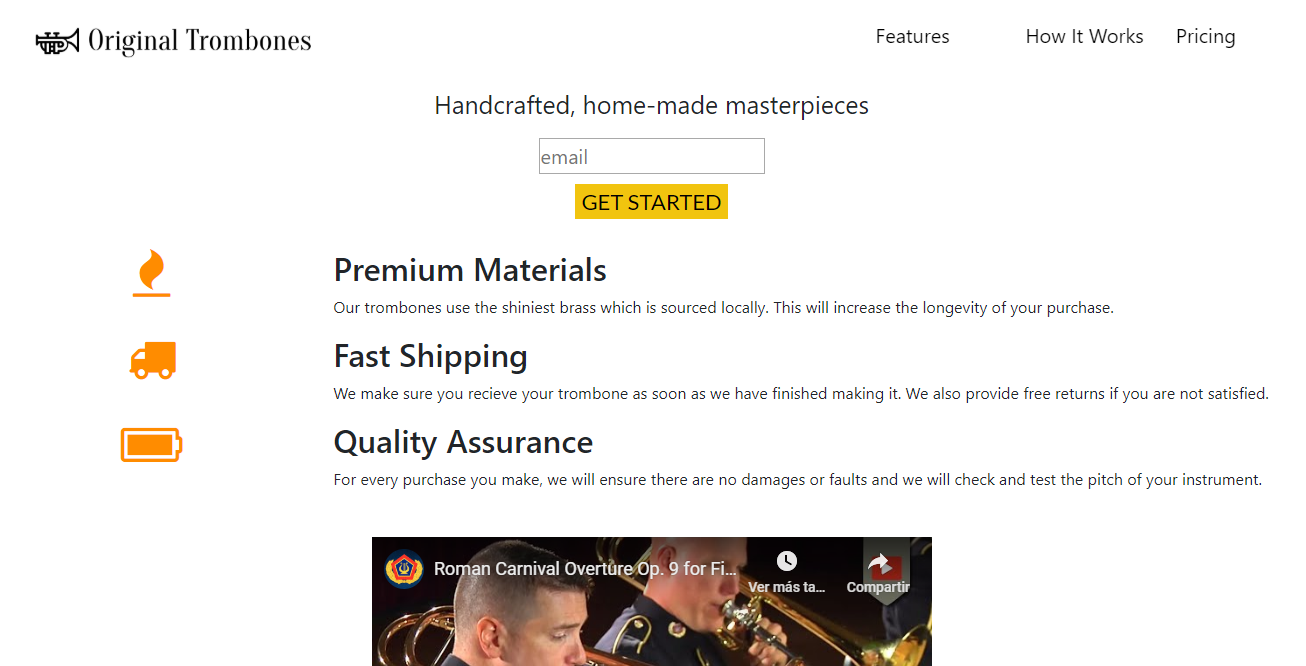 Original Trombones
Features How It Works Pricing
Handcrafted, home-made masterpieces
email
GET STARTED
Premium Materials
Our trombones use the shiniest brass which is sourced locally. This will increase the longevity of your purchase.
Fast Shipping
We make sure you recieve your trombone as soon as we have finished making it. We also provide free returns if you are not satisfied.
Quality Assurance
For every purchase you make, we will ensure there are no damages or faults and we will check and test the pitch of your instrument.
Roman Carnival Overture Op. 9 for Fi...
Ver más ta... Compartir